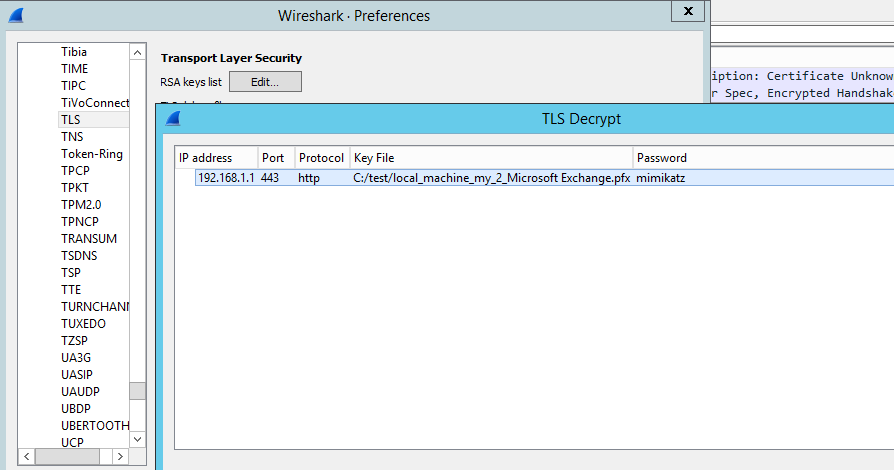 Wireshark · Preferences
x
Tibia
TIME
TIPC
TiVoConnect
TLS
TNS
Token-Ring
TPCP
TPKT
TPM2.0
TPNCP
TRANSUM
TSDNS
TSP
TTE
TURNCHAN
TUXEDO
TZSP
UA3G
UASIP
UAUDP
UBDP
UBERTOOTH
UCP
Transport Layer Security
RSA keys list Edit...
iption: Certificate Unknow
r Spec, Encrypted Handshak
TLS Decrypt
IP address Port Protocol Key File Password
192.168.1.1 443 http C:/test/local_machine_my_2_Microsoft Exchange.pfx mimikatz